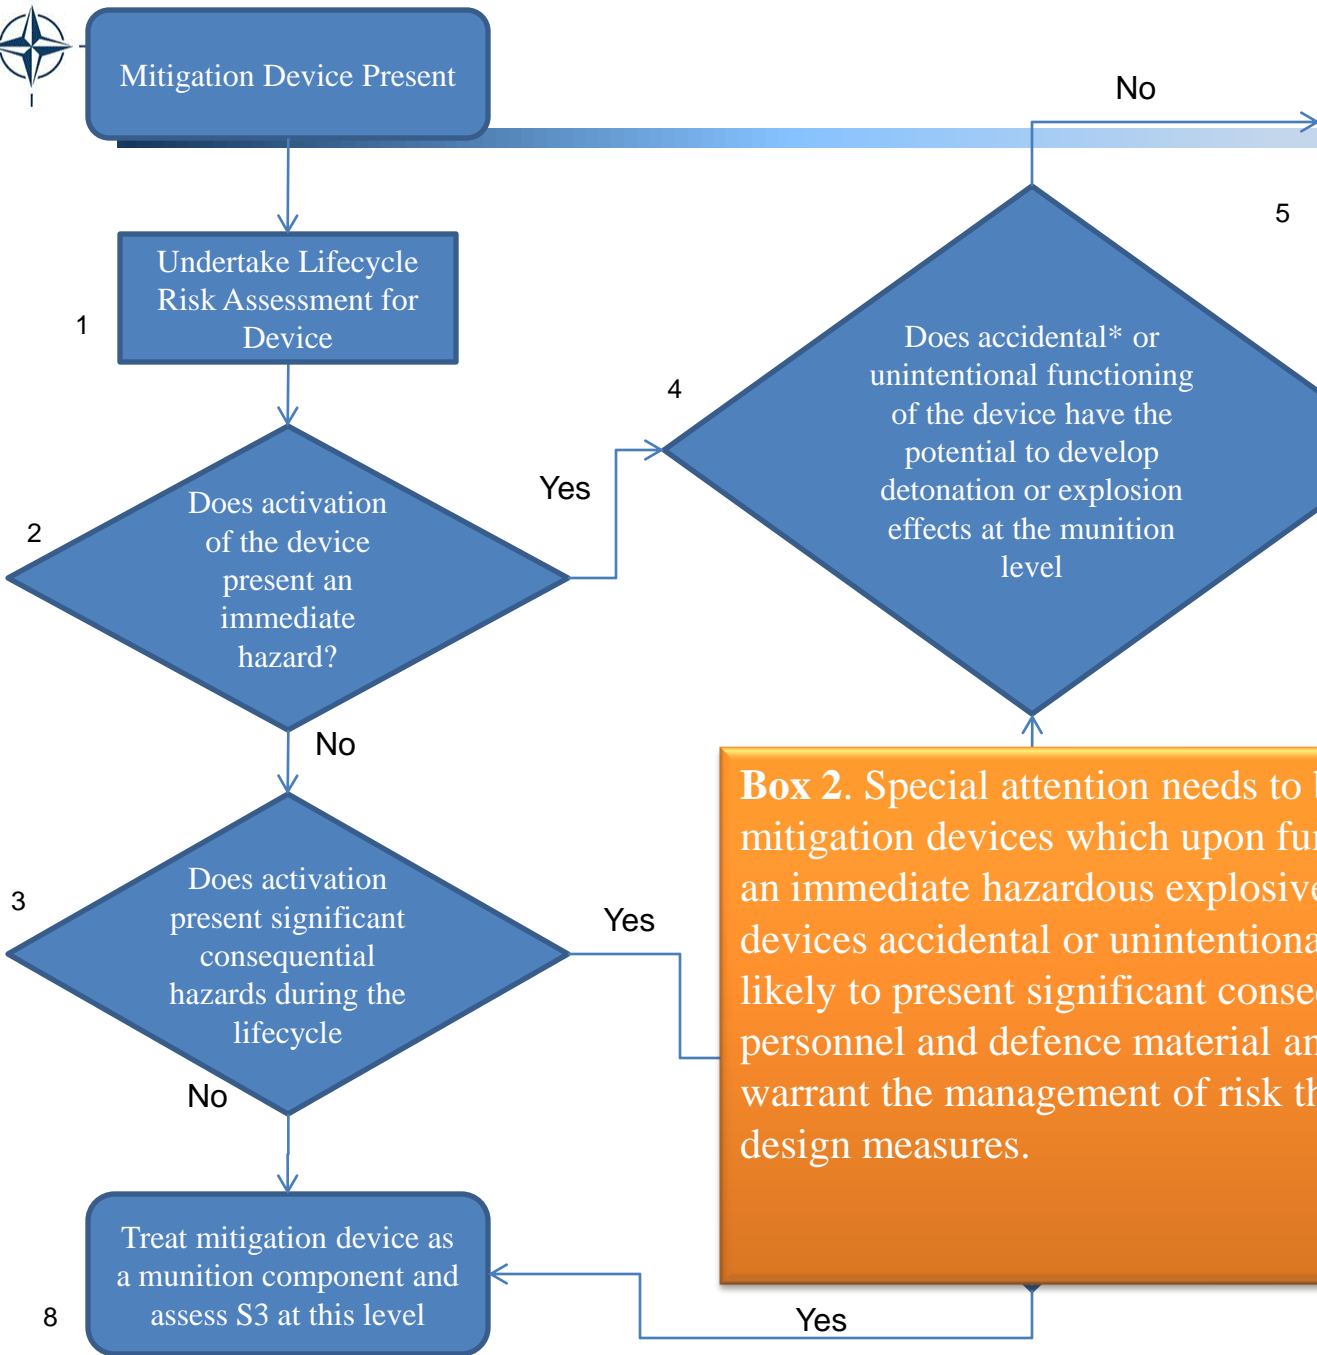 Mitigation Device Present
No
5
Undertake Lifecycle
Risk Assessment for
Device
1
Does accidental* or
unintentional functioning
of the device have the
potential to develop
detonation or explosion
effects at the munition
level
4
Yes
Does activation
of the device
present an
immediate
hazard?
2
No
Box 2. Special attention needs to
mitigation devices which upon
an immediate hazardous explosive
devices accidental or
likely to present significant
personnel and defence material
warrant the management of risk
design measures.
Does activation
present significant
consequential
hazards during the
lifecycle
3
Yes
No
Treat mitigation device as
a munition component and
assess S3 at this level
8
Yes